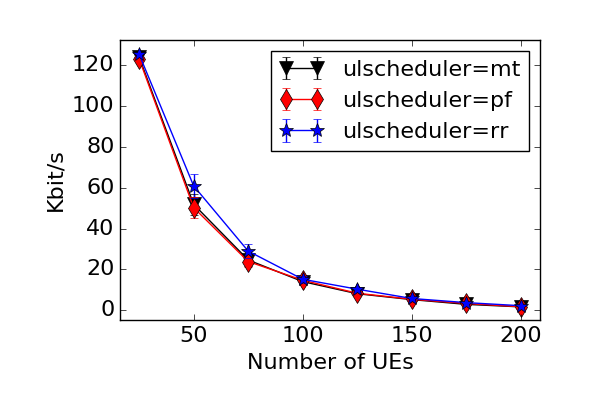 120
100
80
60
40
20
0
Kbit/s
ulscheduler=mt
ulscheduler=pf
ulscheduler=rr
50 100 150 200
Number of UEs